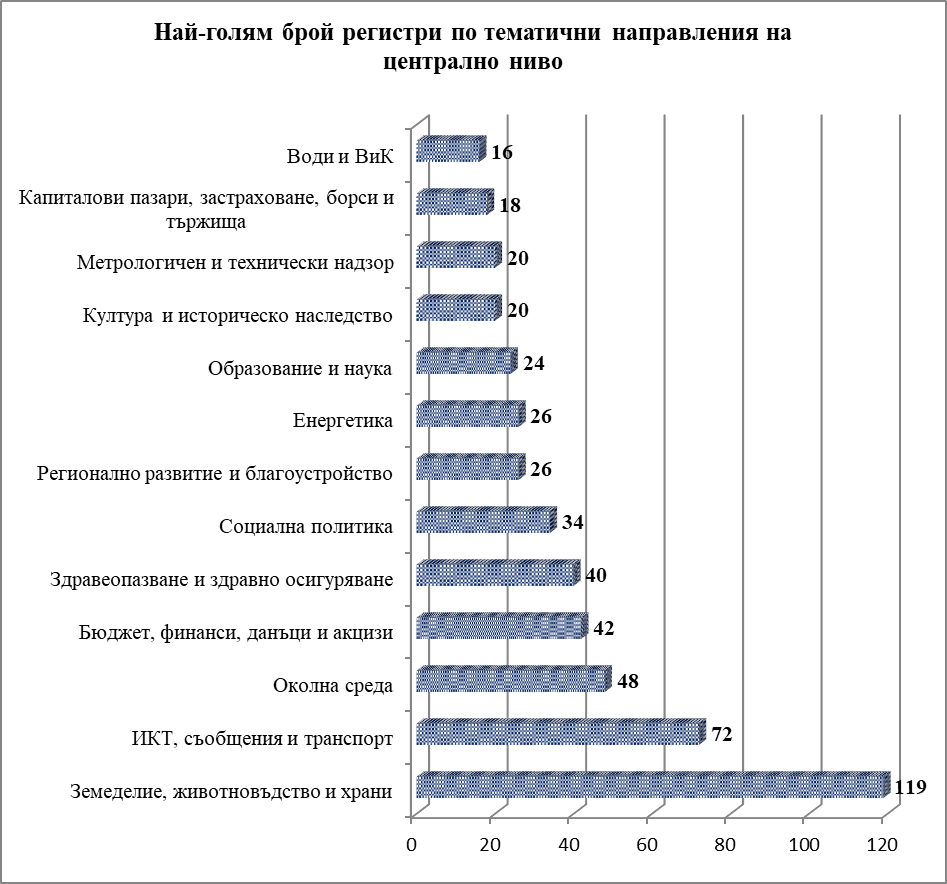 Най-голям брой регистри по тематични направления на
централно ниво
Води и ВиК
16
Капиталови пазари, застраховане, борси и
тържища
18
Метрологичен и технически надзор
20
Култура и историческо наследство
20
Образование и наука
24
Енергетика
26
Регионално развитие и благоустройство
26
Социална политика
34
Здравеопазване и здравно осигуряване
40
Бюджет, финанси, данъци и акцизи
42
Околна среда
48
ИКТ, съобщения и транспорт
72
Земеделие, животновъдство и храни
119
0 20 40 60 80 100 120